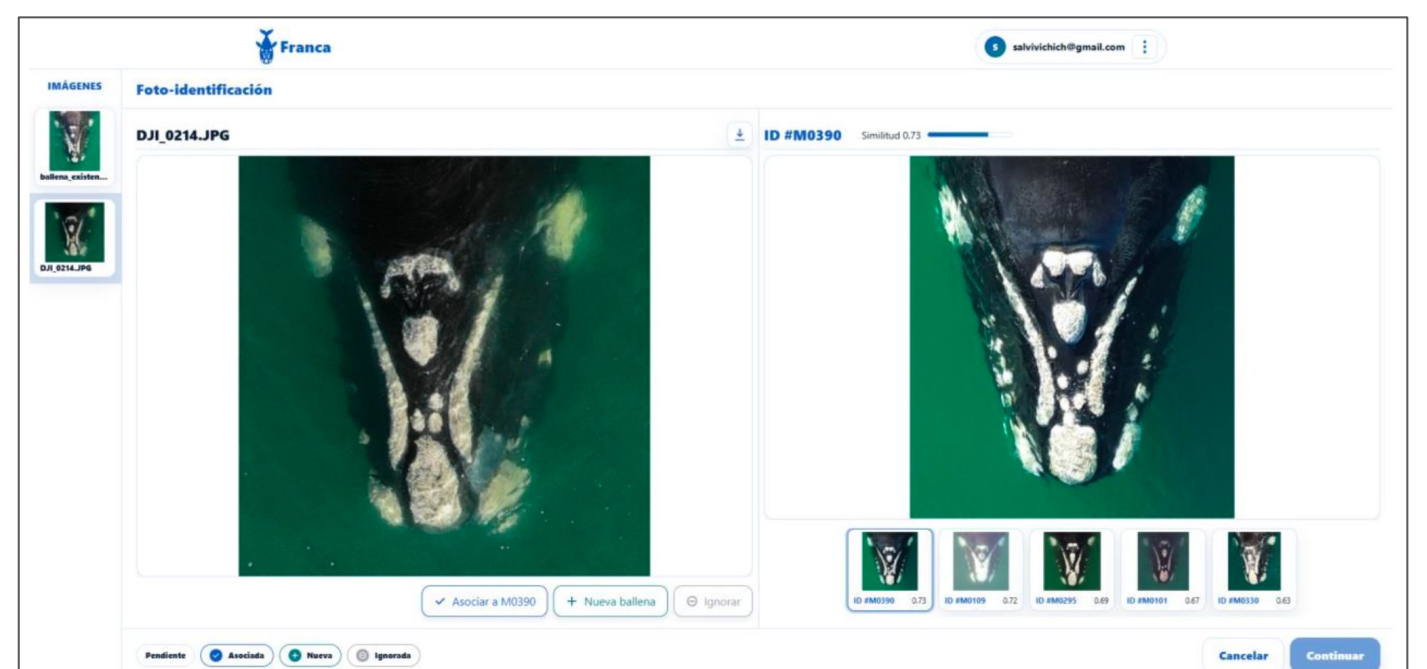 Franca
S salvivichich@gmail.com
IMÁGENES
Foto-identificación
ballena_existen...
DJI_0214.JPG
DJI_0214.JPG
ID #M0390 Similitud 0.73
ID #M0390 0.73
ID #M0109 0.72
ID #M0295 0.69
ID #M0101 0.67
ID #M0330 0.63
Asociar a M0390
Nueva ballena
Ignorar
Pendiente Asociada Nueva Ignorada
Cancelar Continuar